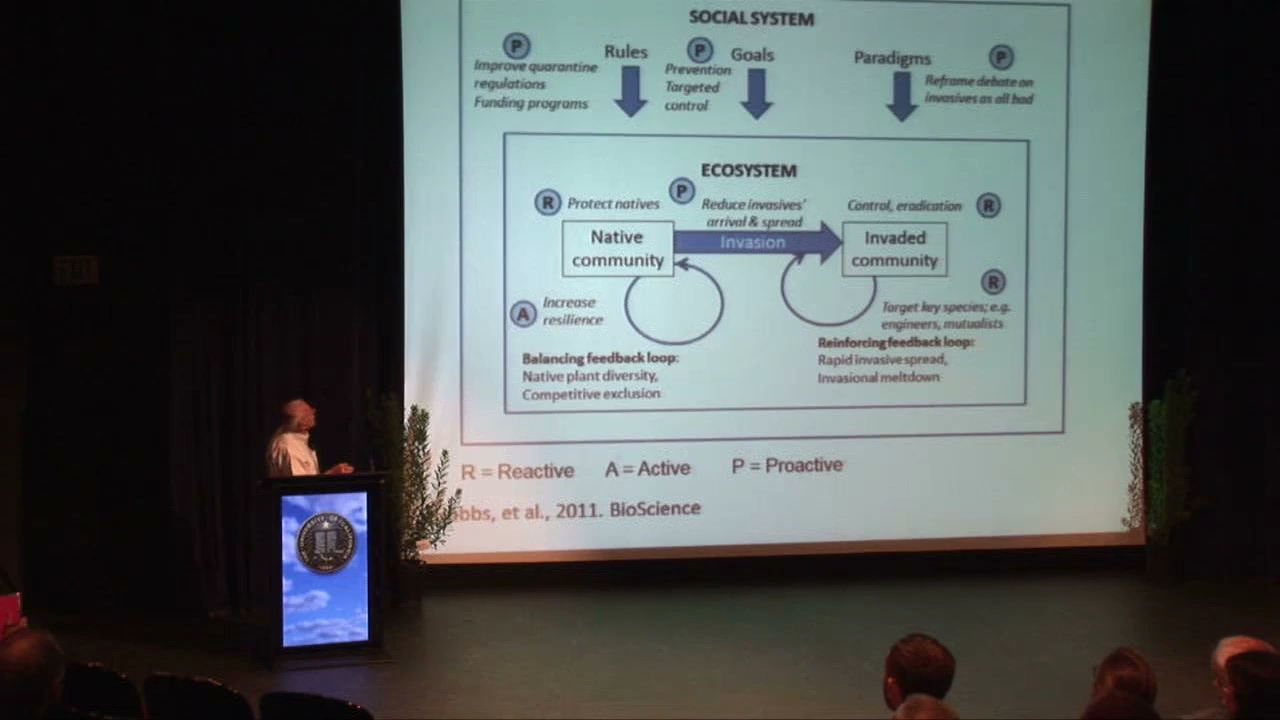 SOCIAL SYSTEM
P
Rules
P
Goals
Paradigms
P
Improve quarantine
regulations
Funding programs
Prevention
Targeted
control
Reframe debate on
invasives as all bad
ECOSYSTEM
R
Protect natives
P
Reduce invasives'
arrival & spread
Control, eradication
R
Native
community
Invasion
Invaded
community
A
Increase
resilience
R
Target key species; e.g.
engineers, mutualists
Balancing feedback loop:
Native plant diversity,
Competitive exclusion
Reinforcing feedback loop:
Rapid invasive spread,
Invasional meltdown
R = Reactive A = Active P = Proactive
et al., 2011. BioScience